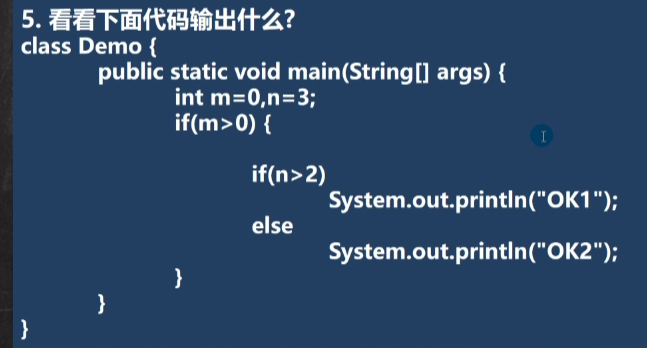 5. 看看下面代码输出什么?
class Demo {
public static void main(String[] args) {
int m=0,n=3;
if(m>0) {
if(n>2)
System.out.println("OK1");
else
System.out.println("OK2");
}
}
}